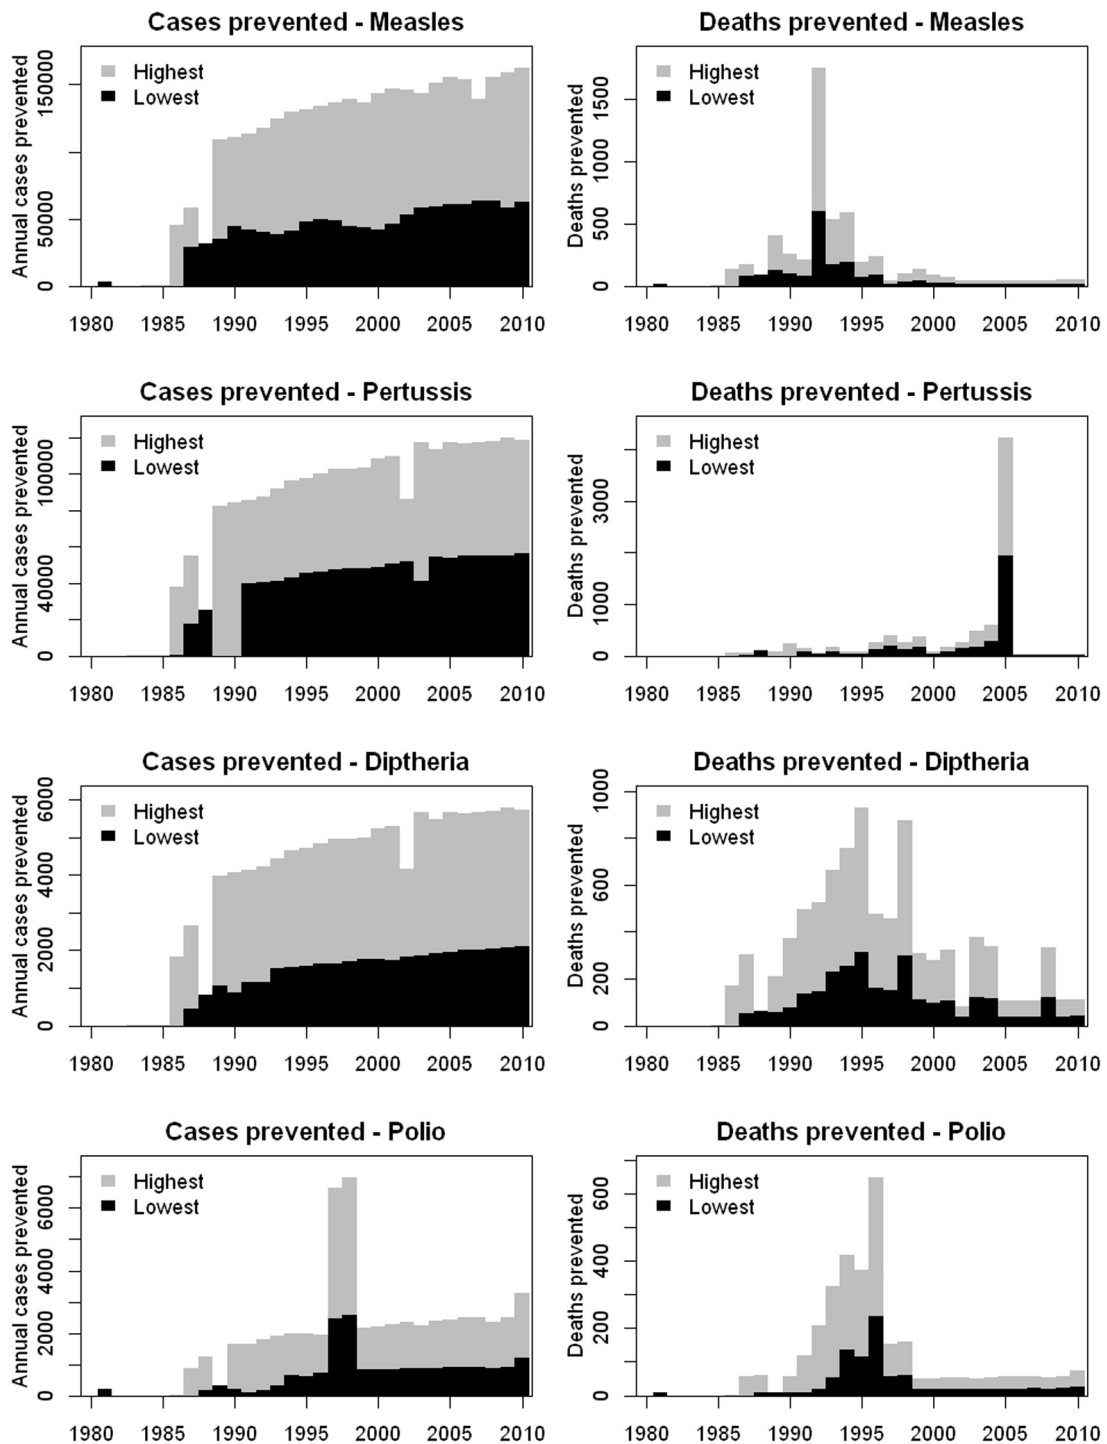 Cases prevented - Measles
Annual cases prevented
0 50000 150000
Highest
Lowest
1980 1985 1990 1995 2000 2005 2010
Deaths prevented - Measles
Deaths prevented
0 500 1000 1500
Highest
Lowest
1980 1985 1990 1995 2000 2005 2010
Cases prevented - Pertussis
Annual cases prevented
0 40000 100000
Highest
Lowest
1980 1985 1990 1995 2000 2005 2010
Deaths prevented - Pertussis
Deaths prevented
0 1000 3000
Highest
Lowest
1980 1985 1990 1995 2000 2005 2010
Cases prevented - Diptheria
Annual cases prevented
0 2000 4000 6000
Highest
Lowest
1980 1985 1990 1995 2000 2005 2010
Deaths prevented - Diptheria
Deaths prevented
0 200 600 1000
Highest
Lowest
1980 1985 1990 1995 2000 2005 2010
Cases prevented - Polio
Annual cases prevented
0 2000 4000 6000
Highest
Lowest
1980 1985 1990 1995 2000 2005 2010
Deaths prevented - Polio
Deaths prevented
0 200 400 600
Highest
Lowest
1980 1985 1990 1995 2000 2005 2010